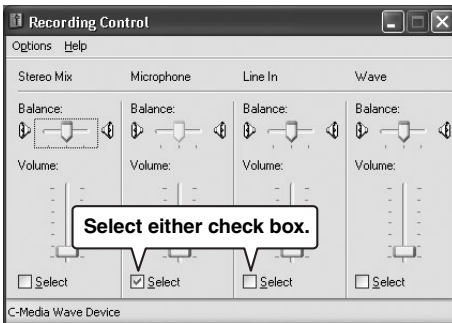 Recording Control
Options Help
Stereo Mix Microphone Line In Wave
Balance: Balance: Balance: Balance:
Volume: Volume: Volume: Volume:
Select either check box.
Select Select Select Select
C-Media Wave Device